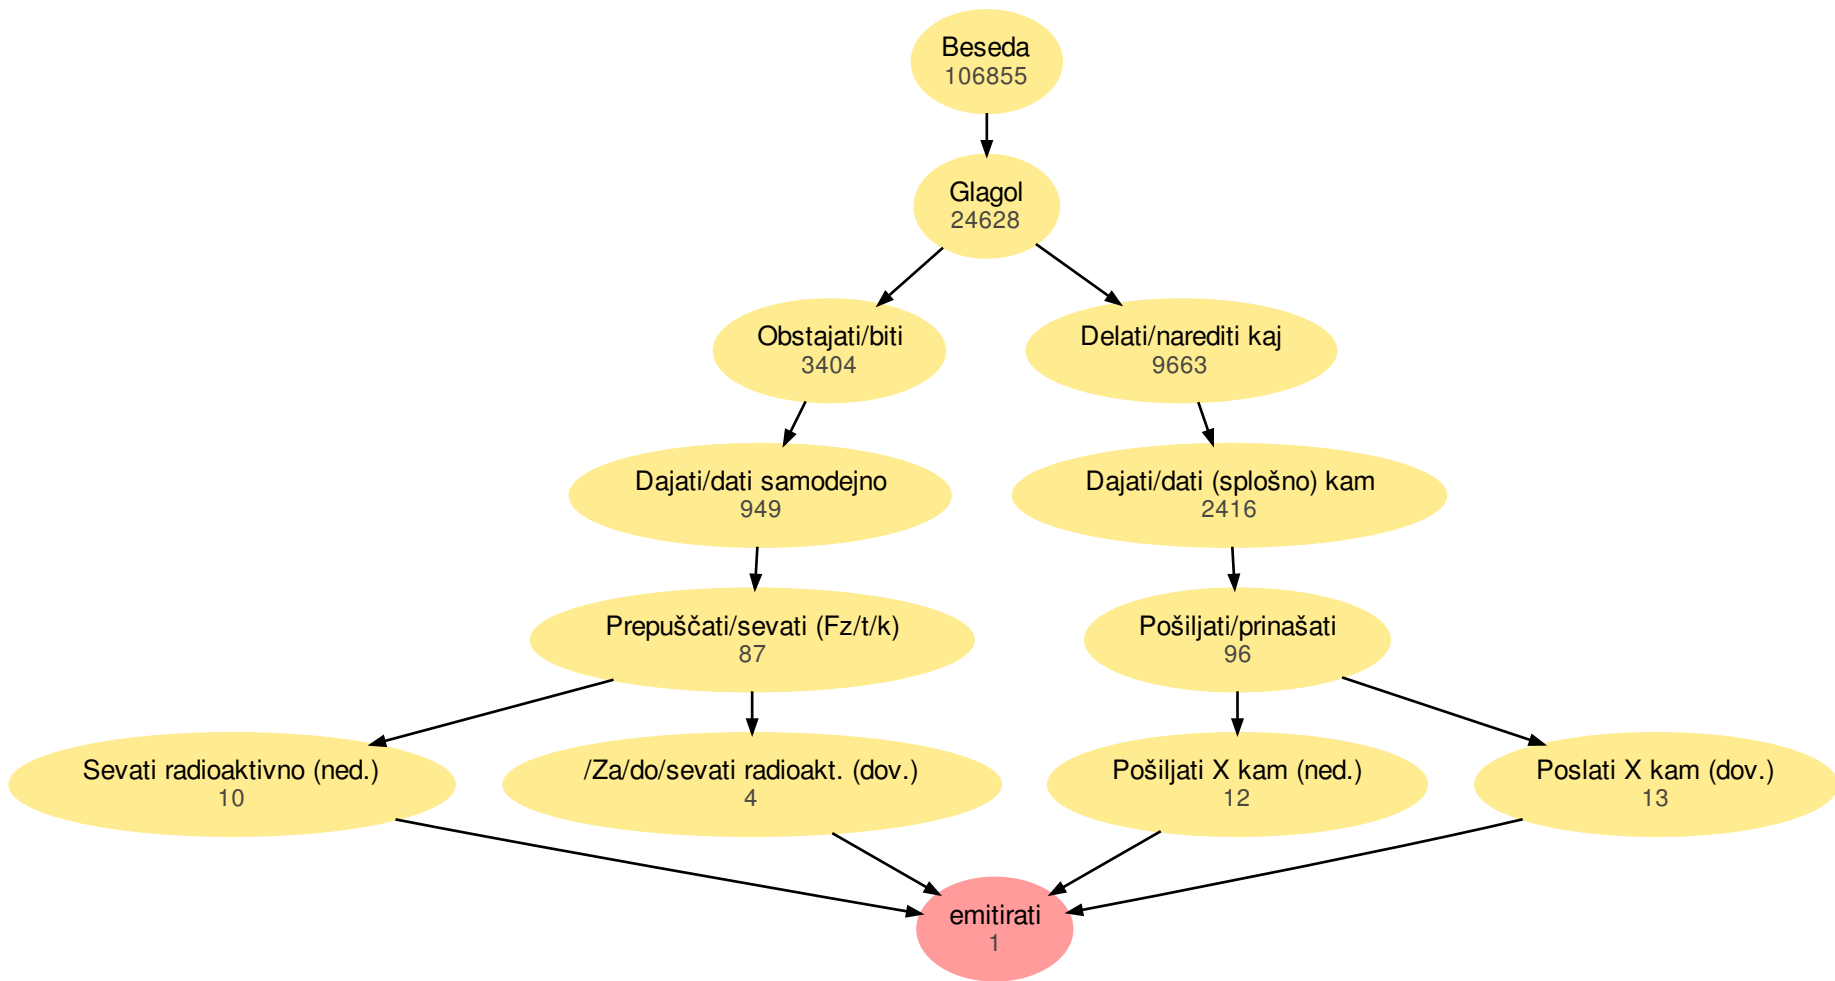 Beseda
106855
Glagol
24628
Obstajati/biti
3404
Delati/narediti kaj
9663
Dajati/dati samodejno
949
Dajati/dati (splošno) kam
2416
Prepuščati/sevati (Fz/t/k)
87
Pošiljati/prinašati
96
Sevati radioaktivno (ned.)
10
/Za/do/sevati radioakt. (dov.)
4
Pošiljati X kam (ned.)
12
Poslati X kam (dov.)
13
emitirati
1